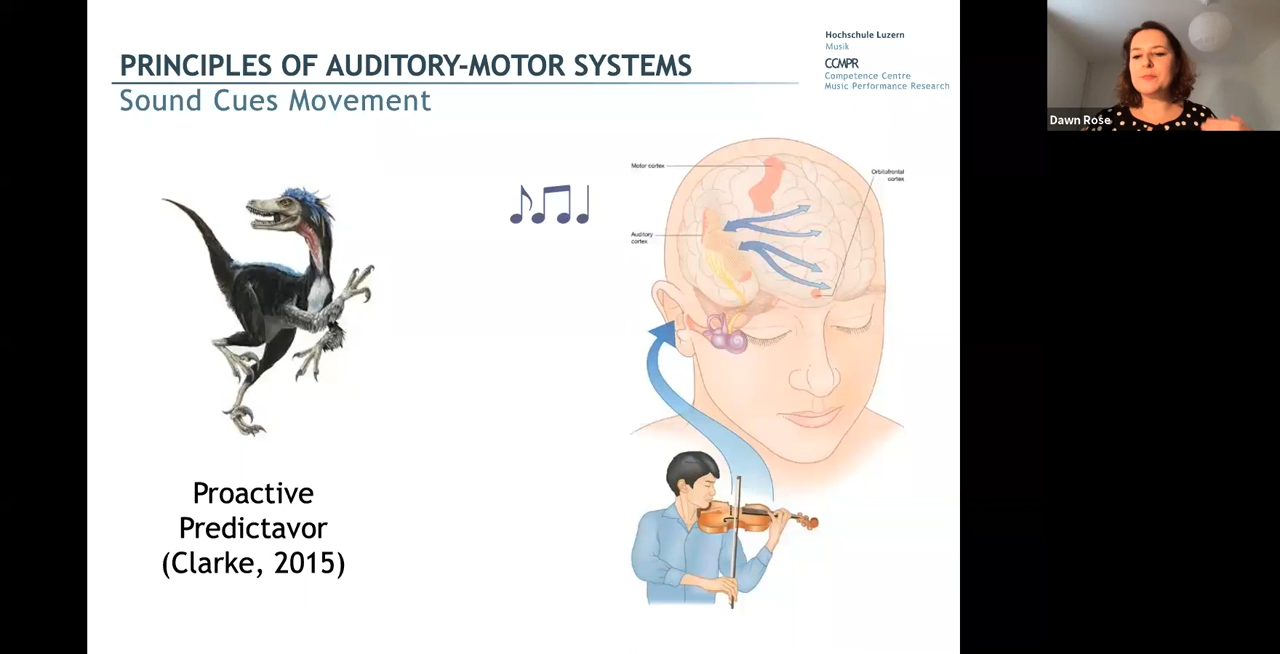 PRINCIPLES OF AUDITORY-MOTOR SYSTEMS
Sound Cues Movement
Hochschule Luzern
Musik
CCMPR
Competence Centre
Music Performance Research
Dawn Rose
Motor cortex
Orbitofrontal
cortex
Auditory
cortex
Proactive
Predictavor
(Clarke, 2015)